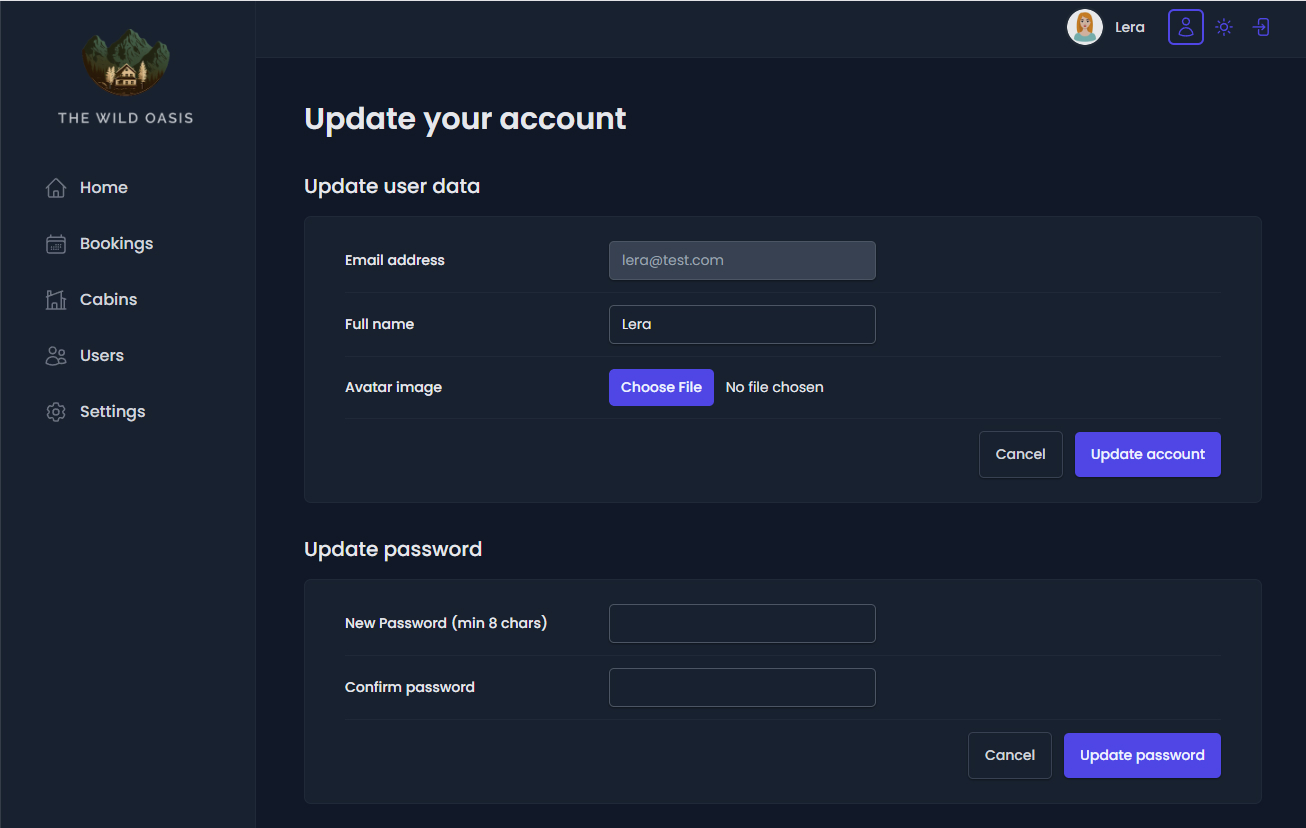 Lera
THE WILD OASIS
Home
Bookings
Cabins
Users
Settings
Update your account
Update user data
Email address
lera@test.com
Full name
Lera
Avatar image
Choose File No file chosen
Cancel
Update account
Update password
New Password (min 8 chars)
Confirm password
Cancel
Update password